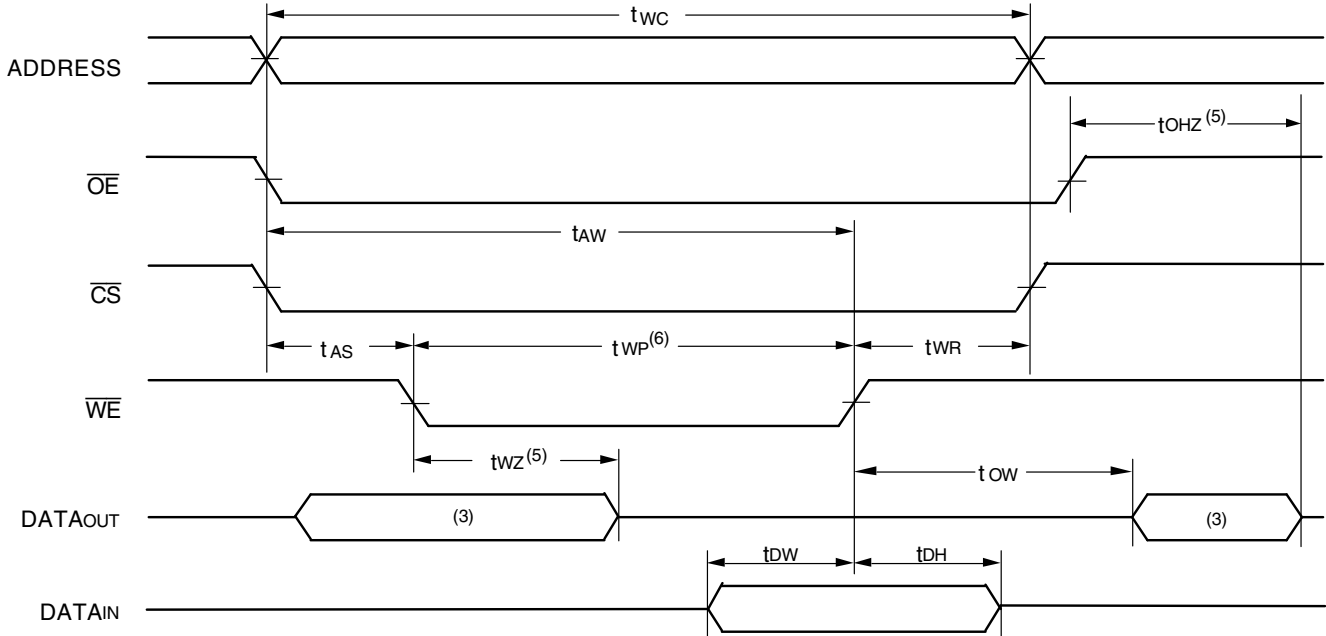 tWC
ADDRESS
tOHZ (5)
OE
tAW
CS
tAS
tWP(6)
tWR
WE
tWZ(5)
tOW
DATAOUT
(3)
(3)
tDW
tDH
DATAIN